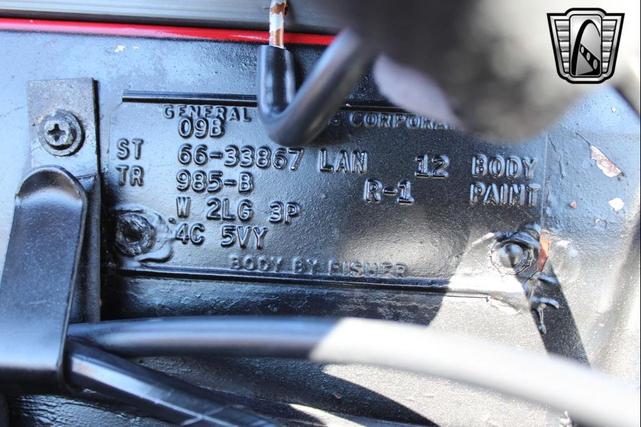 GENERAL CORPORA
09B
ST 66-33867 LAN 12 BODY
TR 985-B R-1 PAINT
W 2LG 3P
4C 5VY
BODY BY FISHER